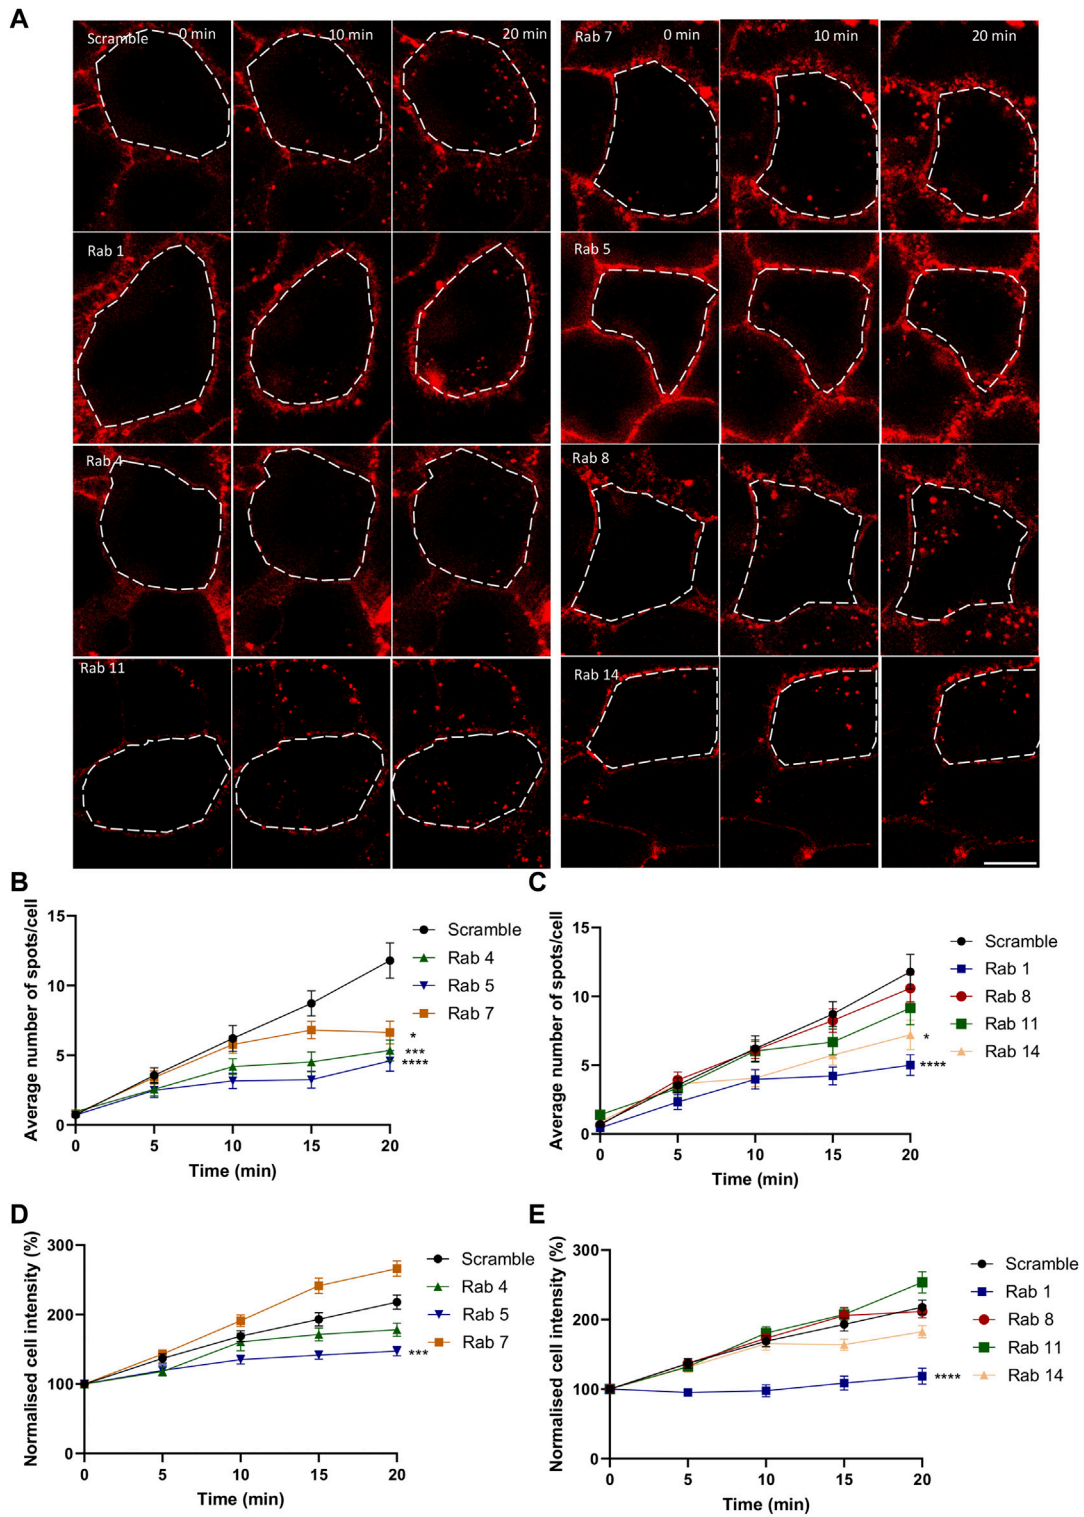 A
Scramble 0 min 10 min 20 min
Rab 7 0 min 10 min 20 min
Rab 1
Rab 5
Rab 4
Rab 8
Rab 11
Rab 14
B
Average number of spots/cell
15
10
5
0
0 5 10 15 20
Time (min)
Scramble
Rab 4
Rab 5
Rab 7
*
***
****
C
Average number of spots/cell
15
10
5
0
0 5 10 15 20
Time (min)
Scramble
Rab 1
Rab 8
Rab 11
Rab 14
*
****
D
Normalised cell intensity (%)
300
200
100
0
0 5 10 15 20
Time (min)
Scramble
Rab 4
Rab 5
Rab 7
***
E
Normalised cell intensity (%)
300
200
100
0
0 5 10 15 20
Time (min)
Scramble
Rab 1
Rab 8
Rab 11
Rab 14
****